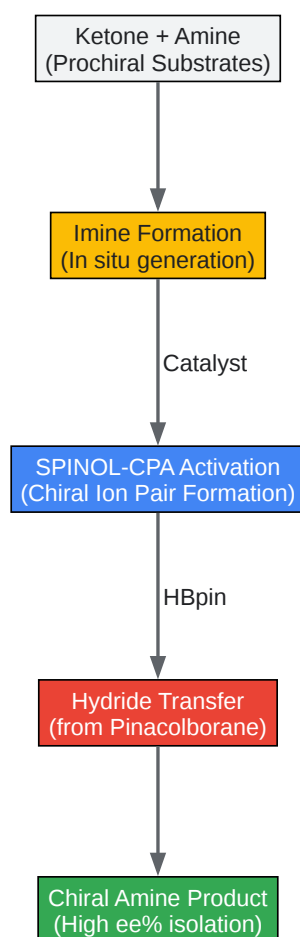 Ketone + Amine
(Prochiral Substrates)
Imine Formation
(In situ generation)
Catalyst
SPINOL-CPA Activation
(Chiral Ion Pair Formation)
HBpin
Hydride Transfer
(from Pinacolborane)
Chiral Amine Product
(High ee% isolation)